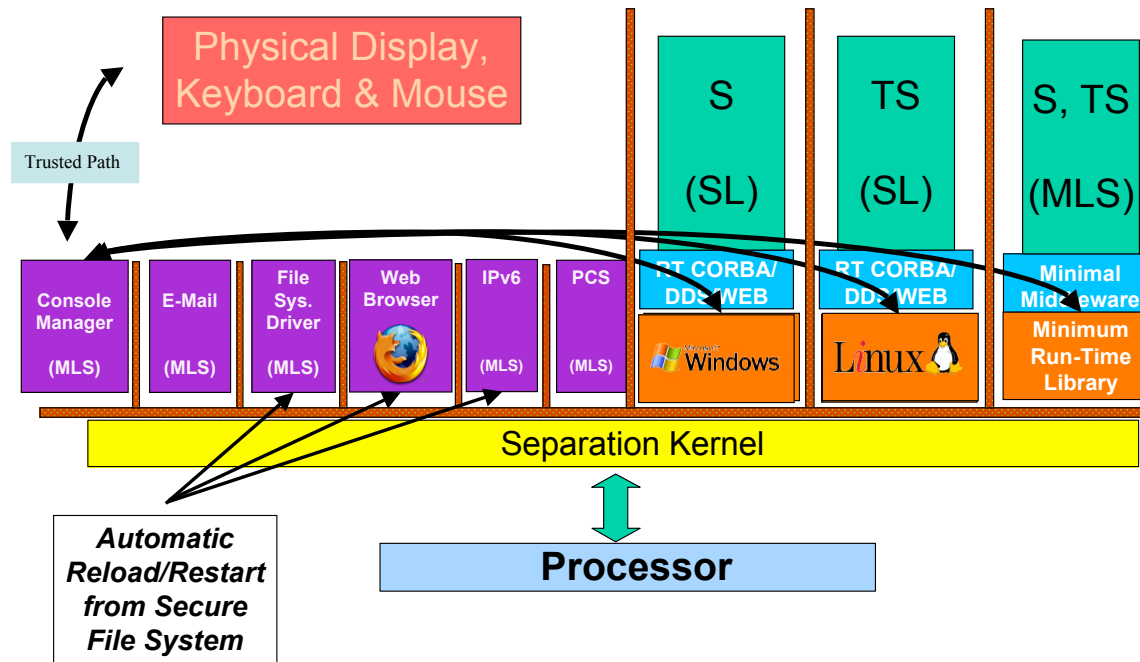 Physical Display,
Keyboard & Mouse
Trusted Path
S
(SL)
TS
(SL)
S, TS
(MLS)
Console
Manager
(MLS)
E-Mail
(MLS)
File
Sys.
Driver
(MLS)
Web
Browser
IPv6
(MLS)
PCS
(MLS)
RT CORBA/
DDS/WEB
Microsoft
Windows
RT CORBA/
DDS/WEB
Linux
Minimal
Middleware
Minimum
Run-Time
Library
Separation Kernel
Automatic
Reload/Restart
from Secure
File System
Processor